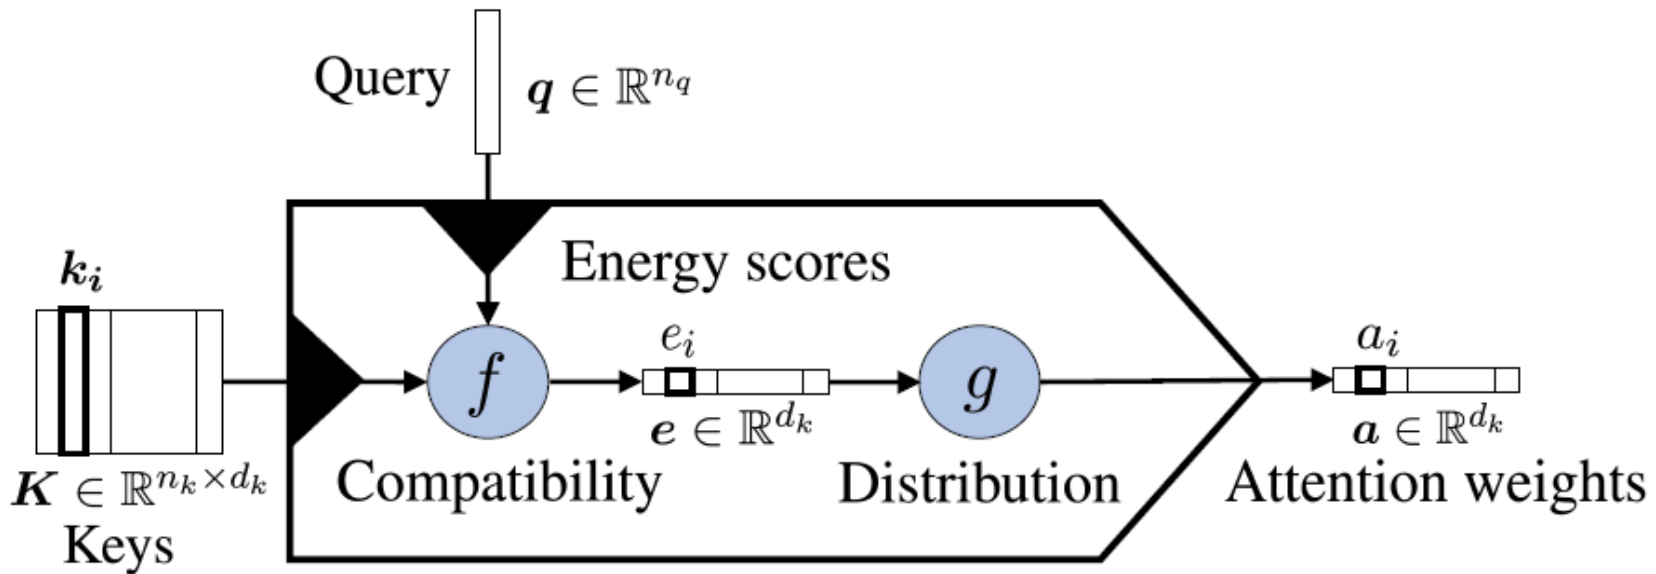 Query
q ∈ ℝ^{n_q}
Energy scores
k_i
e_i
a_i
f
g
e ∈ ℝ^{d_k}
a ∈ ℝ^{d_k}
K ∈ ℝ^{n_k×d_k}
Compatibility
Distribution
Attention weights
Keys